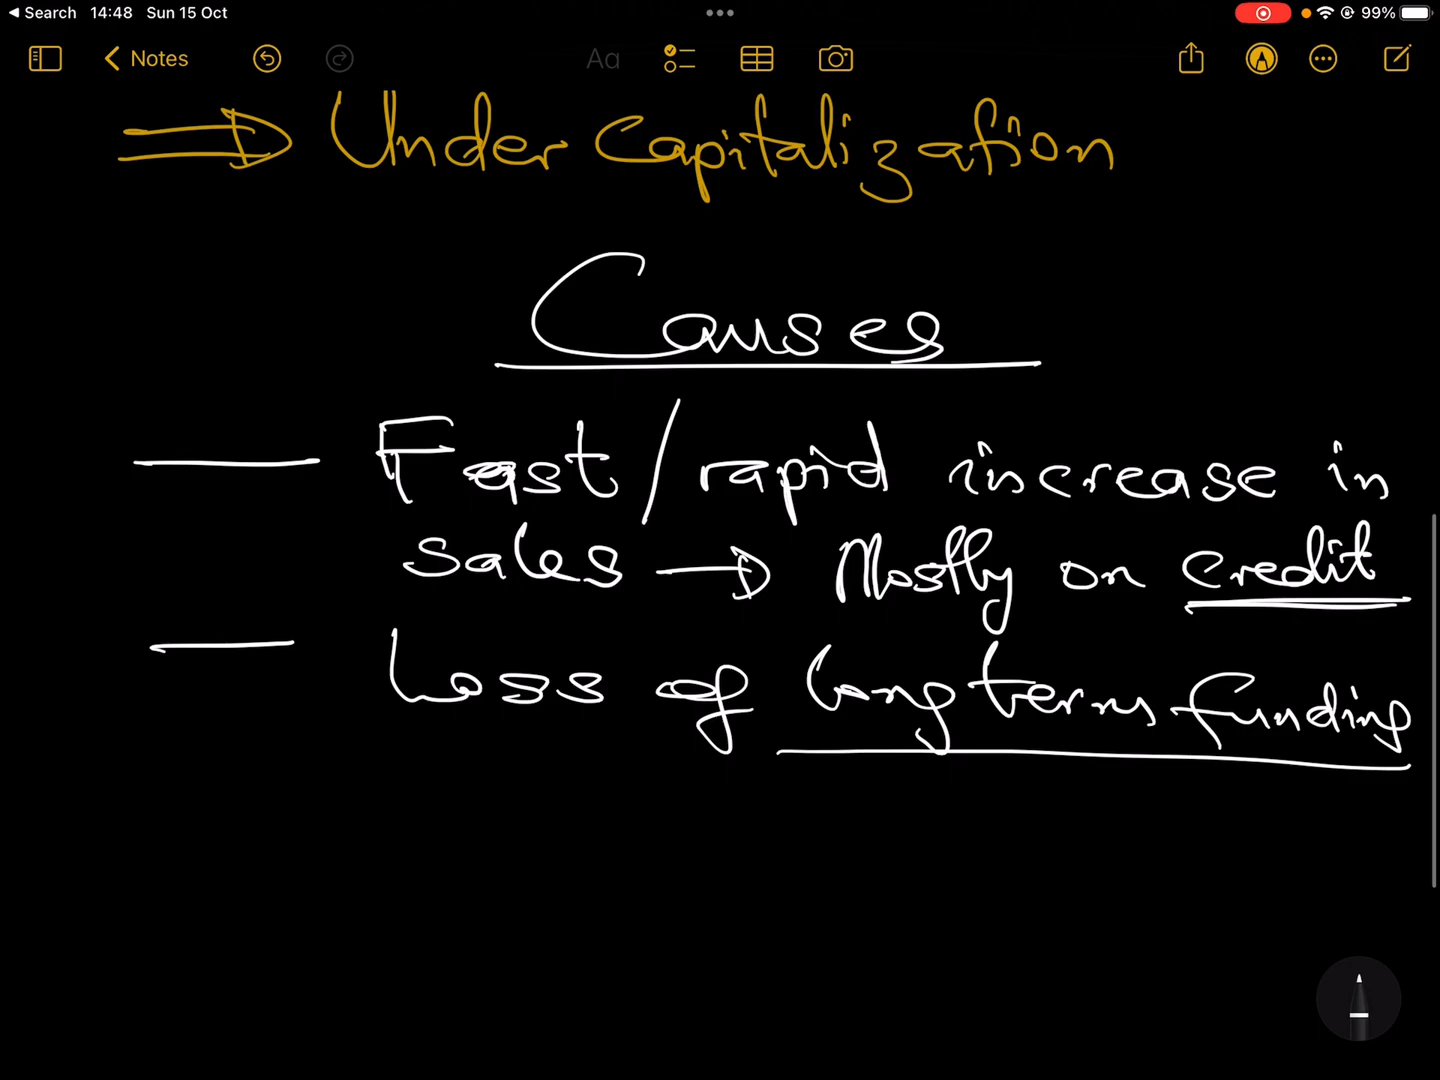 Search 14:48 Sun 15 Oct 99%
Notes Aa
⇒ Under Capitalization
Causes
— Fast/rapid increase in
sales → Mostly on credit
— Loss of long term funding